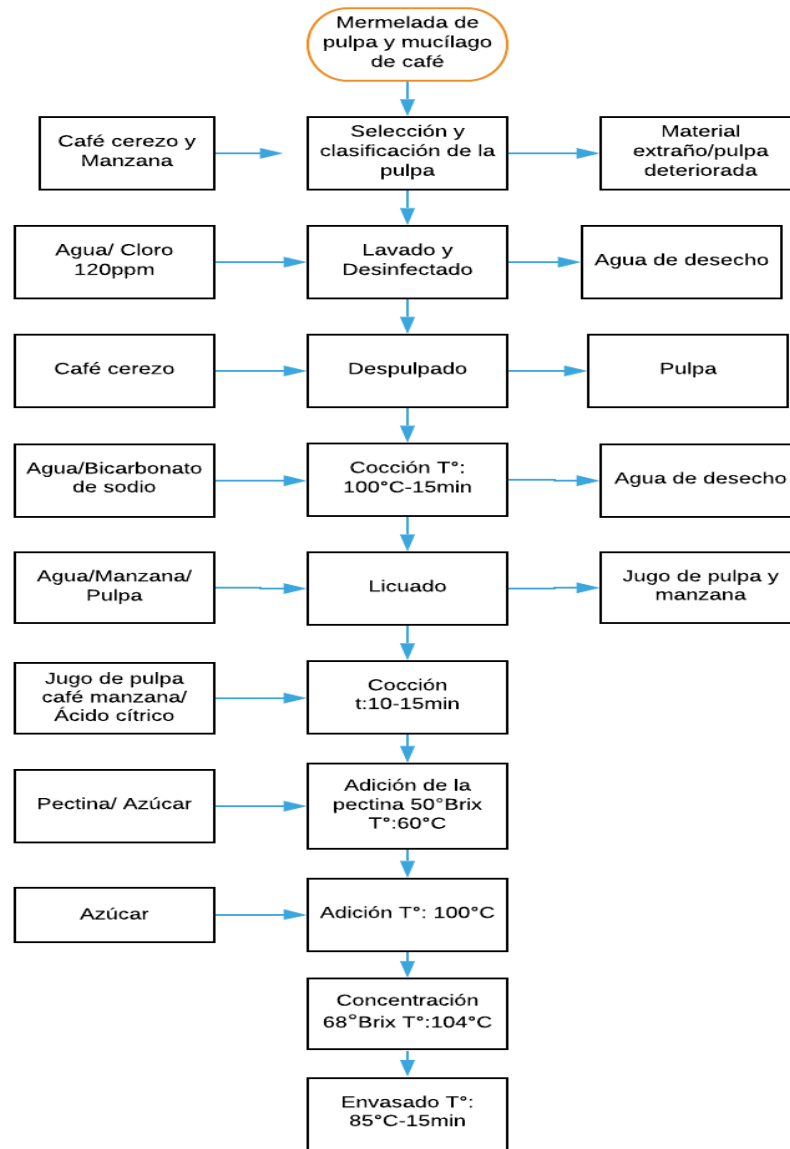 Mermelada de
pulpa y mucílago
de café
Café cerezo y
Manzana
Selección y
clasificación de la
pulpa
Material
extraño/pulpa
deteriorada
Agua/ Cloro
120ppm
Lavado y
Desinfectado
Agua de desecho
Café cerezo
Despulpado
Pulpa
Agua/Bicarbonato
de sodio
Cocción T°:
100°C-15min
Agua de desecho
Agua/Manzana/
Pulpa
Licuado
Jugo de pulpa y
manzana
Jugo de pulpa
café manzana/
Ácido cítrico
Cocción
t:10-15min
Pectina/ Azúcar
Adición de la
pectina 50°Brix
T°:60°C
Azúcar
Adición T°: 100°C
Concentración
68°Brix T°:104°C
Envasado T°:
85°C-15min